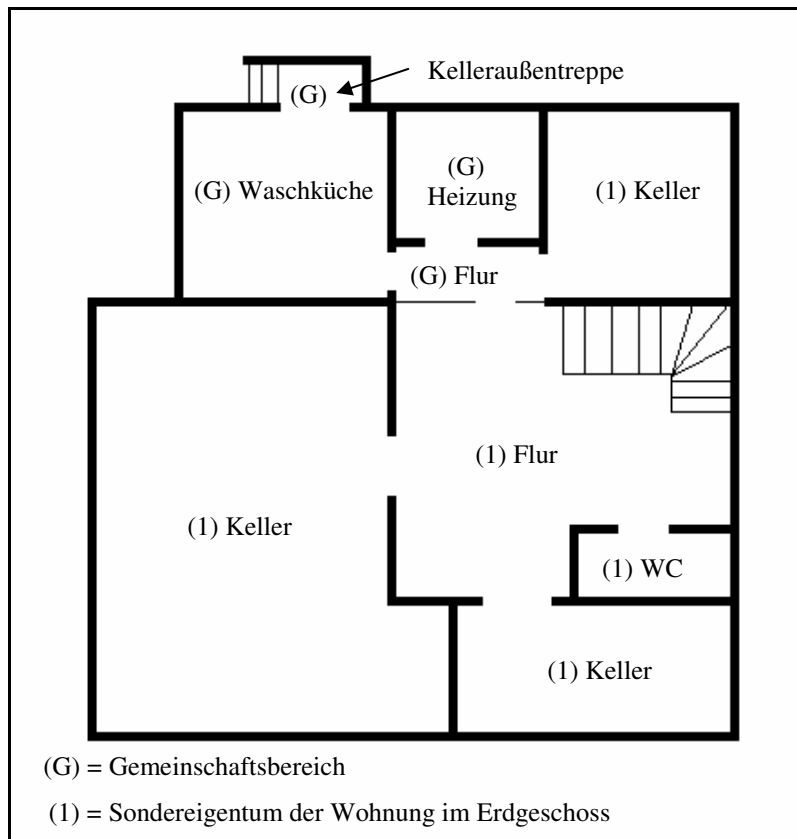 Kelleraußentreppe
(G)
(G) Waschküche
(G)
Heizung
(1) Keller
(G) Flur
(1) Flur
(1) Keller
(1) WC
(1) Keller
(G) = Gemeinschaftsbereich
(1) = Sondereigentum der Wohnung im Erdgeschoss